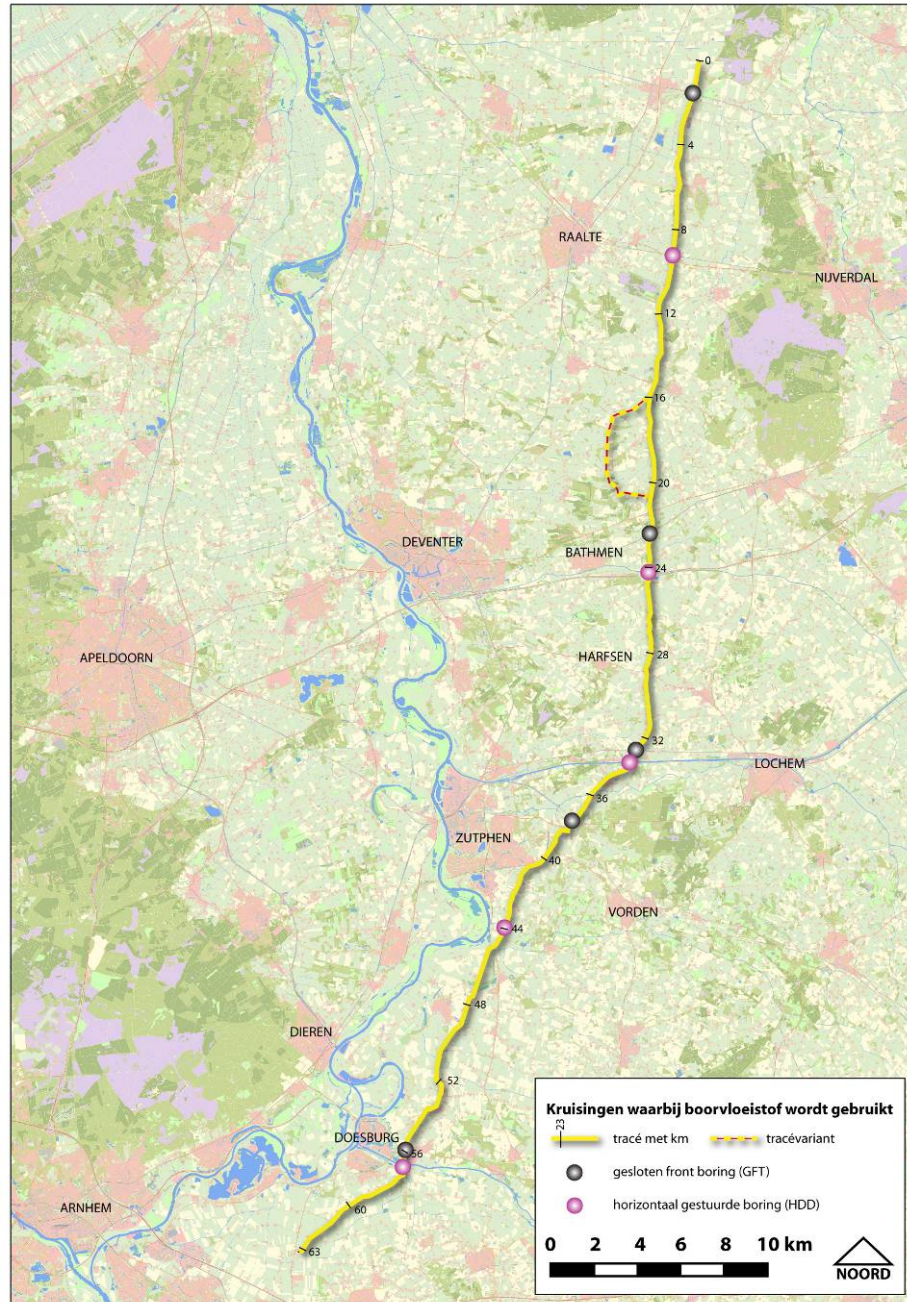 0
4
8
RAALTE
NIJVERDAL
12
16
20
DEVENTER
BATHMEN
24
APELDOORN
HARFSEN
28
32
LOCHEM
36
ZUTPHEN
40
VORDEN
44
48
DIEREN
52
DOESBURG
56
ARNHEM
60
63
Kruisingen waarbij boorvloeistof wordt gebruikt
23
tracé met km
tracévariant
gesloten front boring (GFT)
horizontaal gestuurde boring (HDD)
0 2 4 6 8 10 km
NOORD